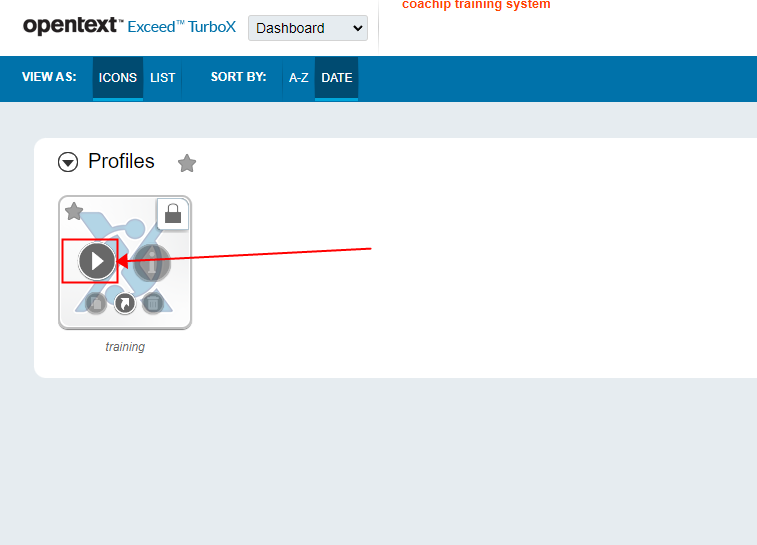 coachip training system
opentext™ Exceed™ TurboX Dashboard
VIEW AS: ICONS LIST SORT BY: A-Z DATE
Profiles
training